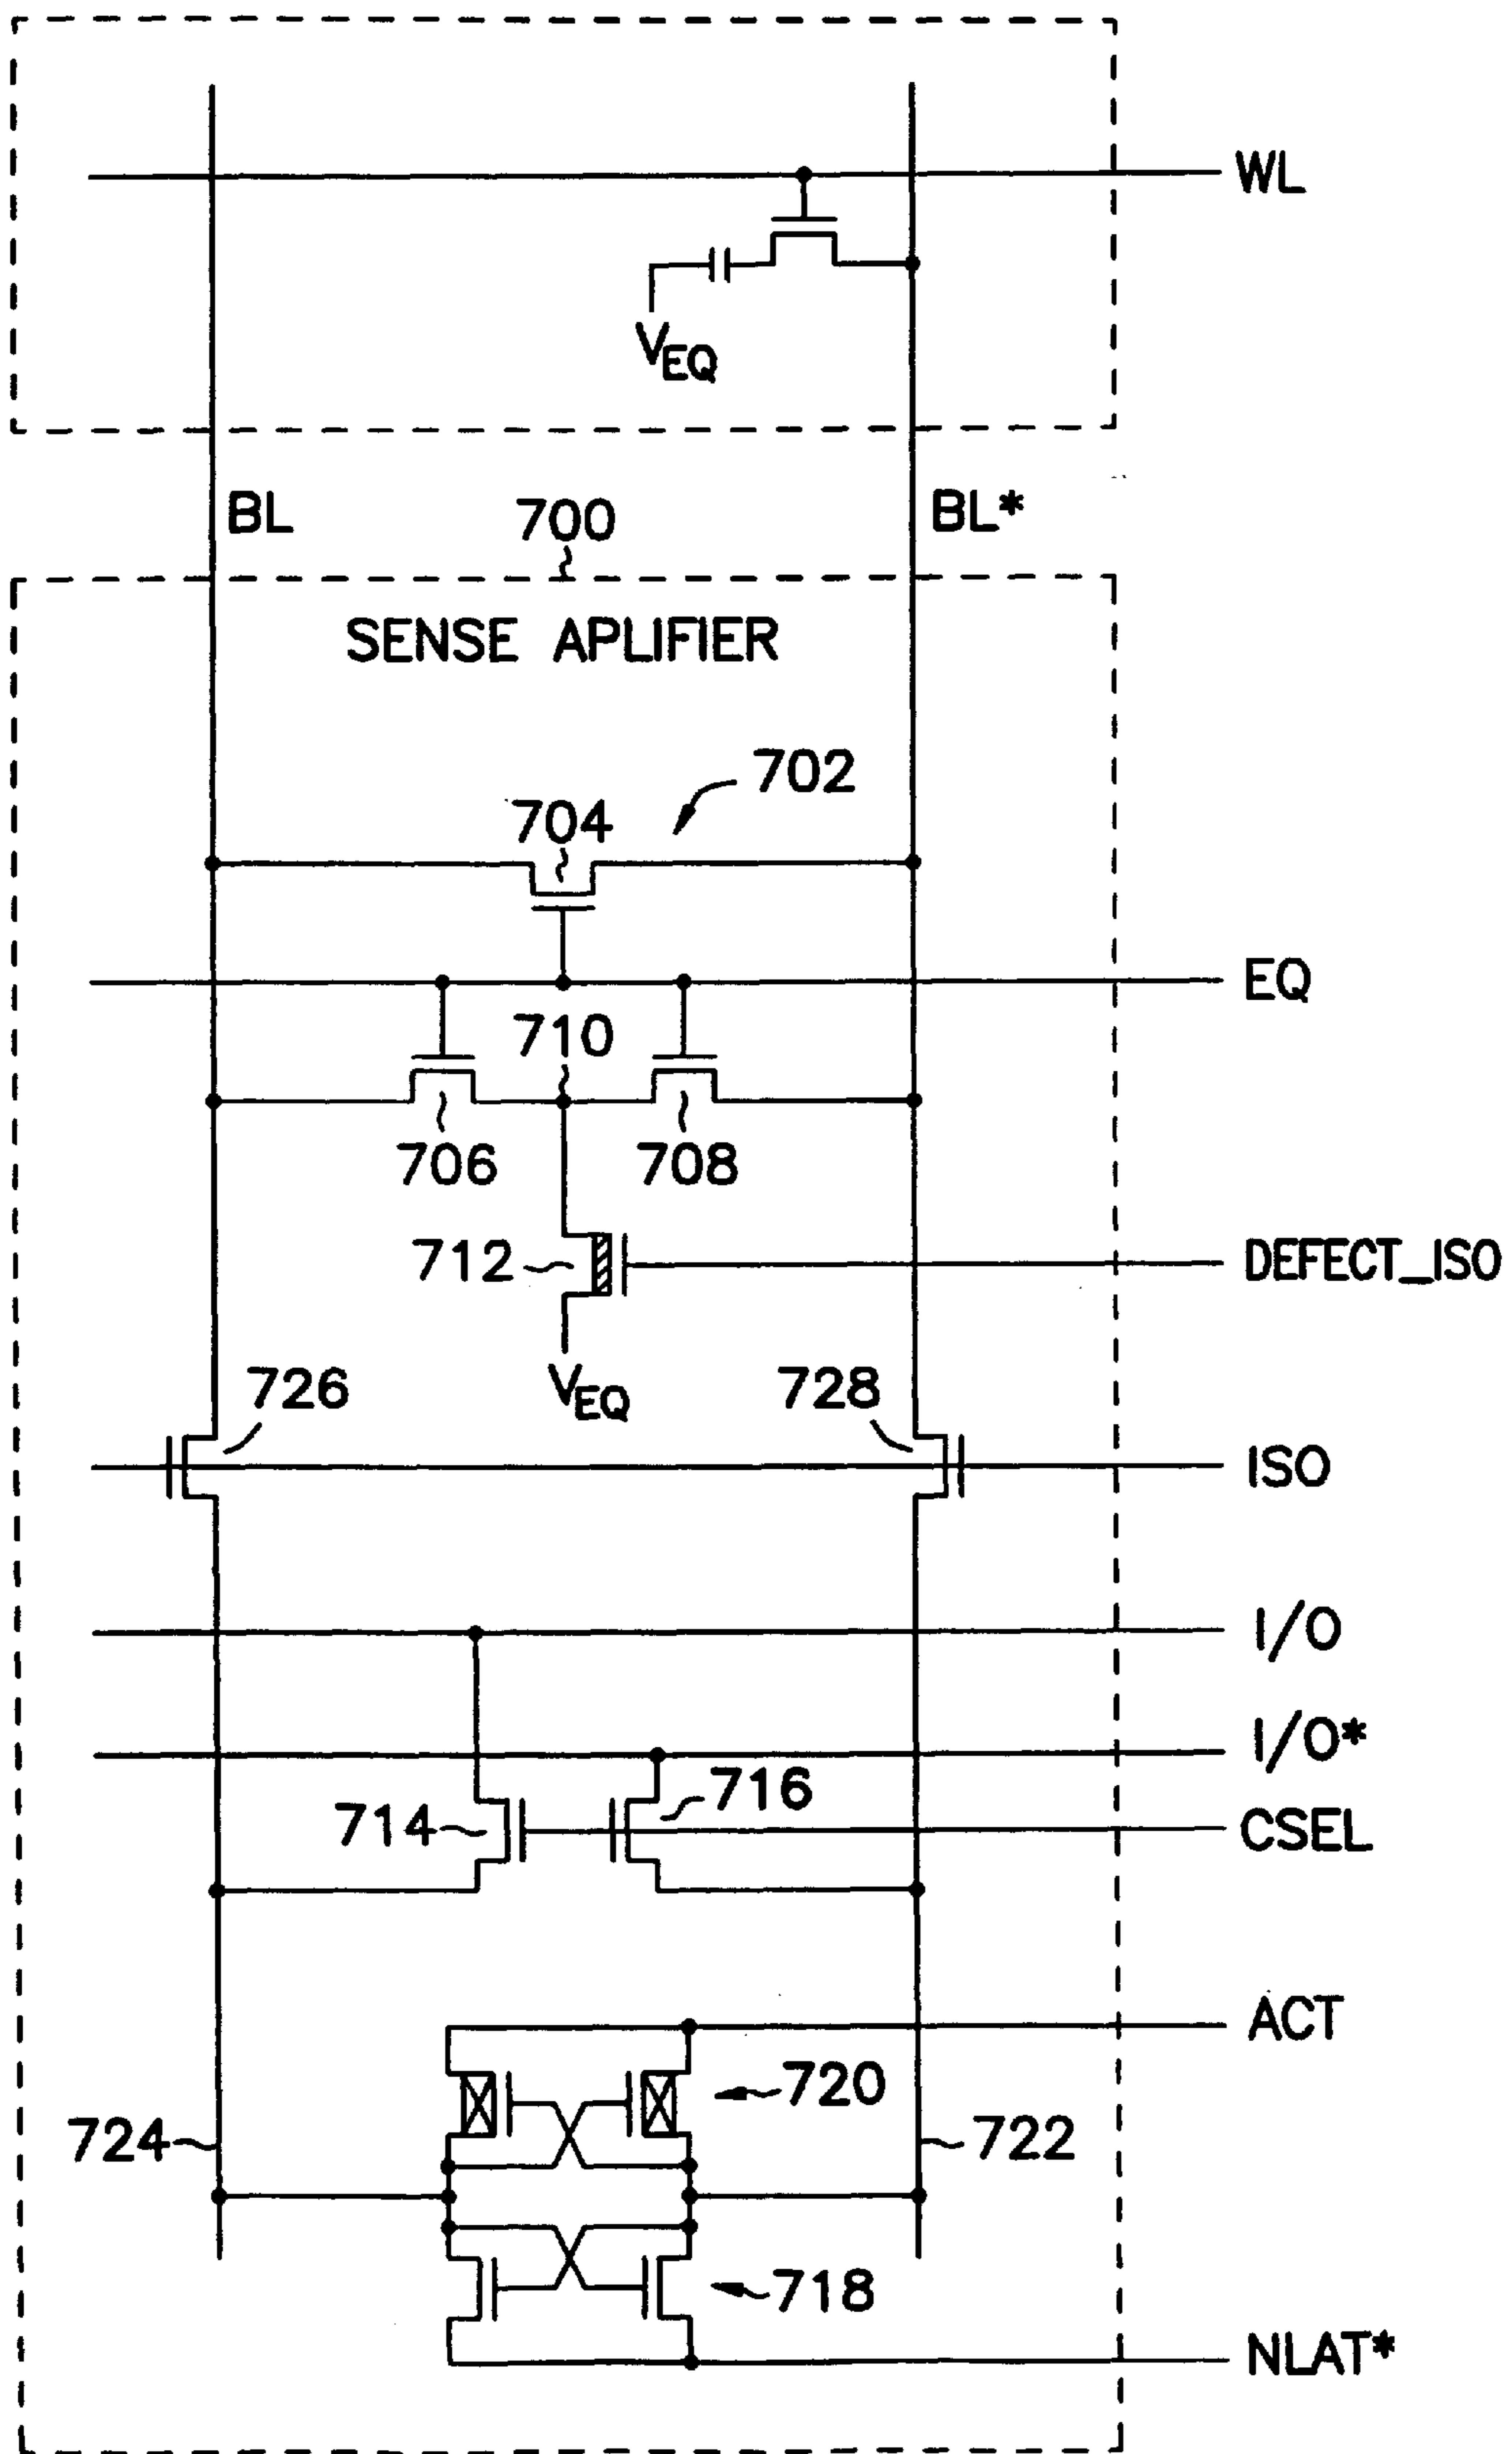 WL
VEQ
BL
700
BL*
SENSE APLIFIER
702
704
EQ
710
706
708
712
DEFECT_ISO
VEQ
726
728
ISO
I/O
I/O*
714
716
CSEL
ACT
720
724
722
718
NLAT*